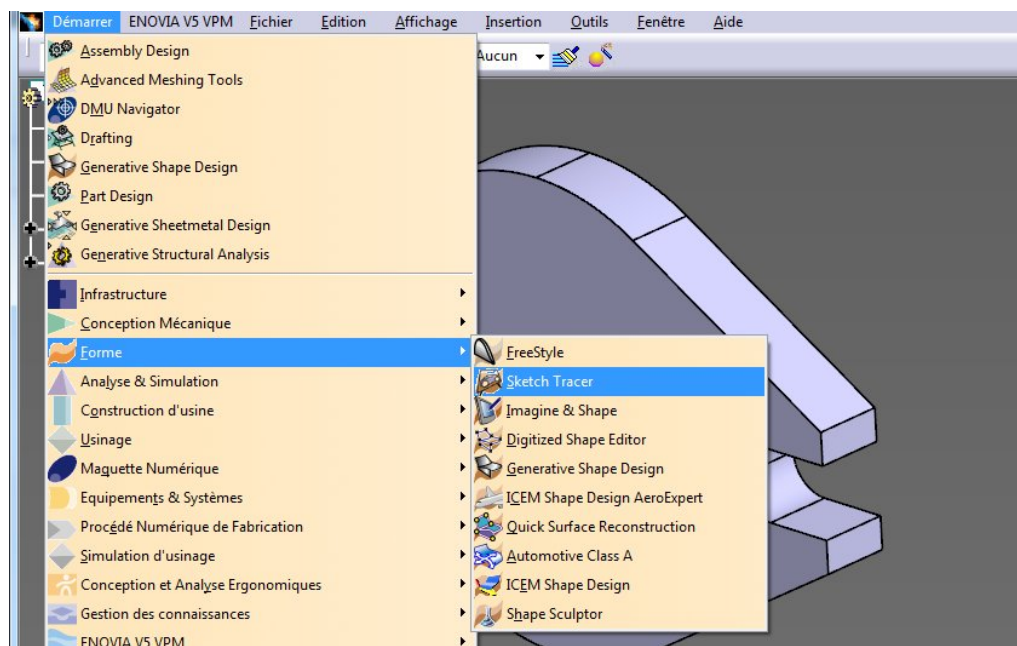 Démarrer ENOVIA V5 VPM Fichier Edition Affichage Insertion Outils Fenêtre Aide
Aucun
Assembly Design
Advanced Meshing Tools
DMU Navigator
Drafting
Generative Shape Design
Part Design
Generative Sheetmetal Design
Generative Structural Analysis
Infrastructure
Conception Mécanique
Forme
Analyse & Simulation
Construction d'usine
Usinage
Maquette Numérique
Equipements & Systèmes
Procédé Numérique de Fabrication
Simulation d'usinage
Conception et Analyse Ergonomiques
Gestion des connaissances
ENOVIA V5 VPM
FreeStyle
Sketch Tracer
Imagine & Shape
Digitized Shape Editor
Generative Shape Design
ICEM Shape Design AeroExpert
Quick Surface Reconstruction
Automotive Class A
ICEM Shape Design
Shape Sculptor